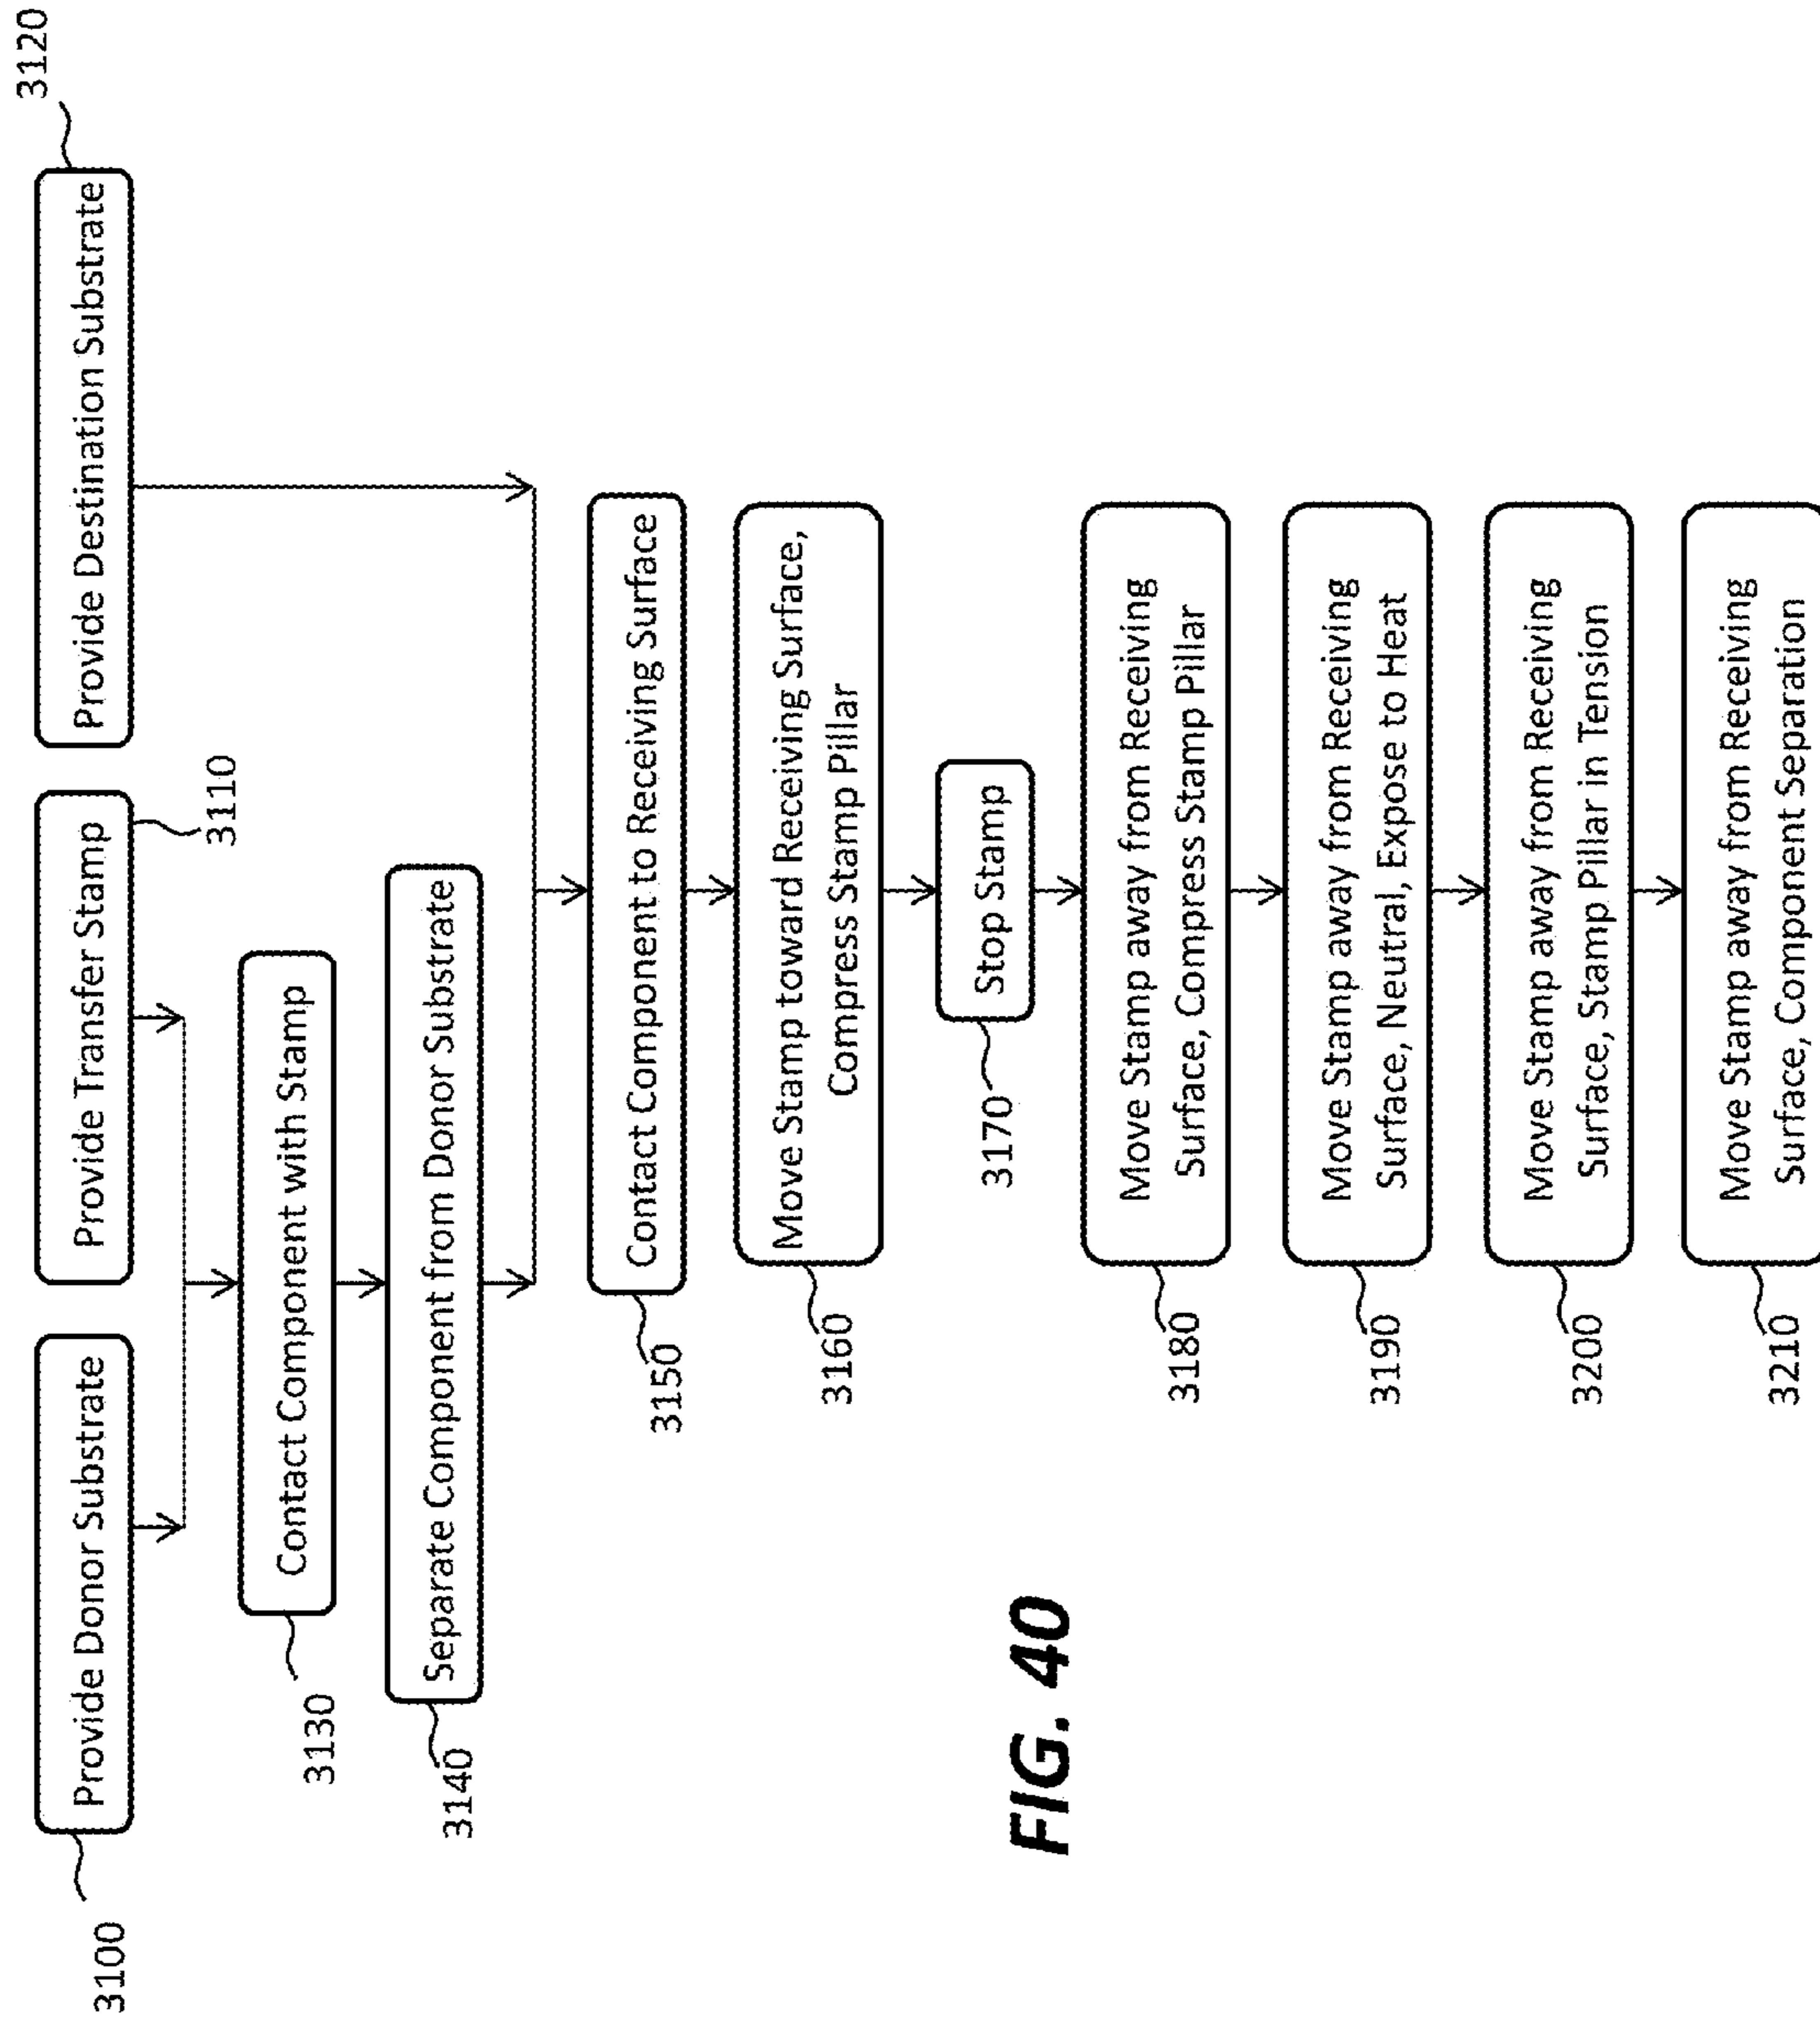 3100
Provide Donor Substrate
Provide Transfer Stamp
3110
Provide Destination Substrate
3120
3130
Contact Component with Stamp
3140
Separate Component from Donor Substrate
3150
Contact Component to Receiving Surface
3160
Move Stamp toward Receiving Surface,
Compress Stamp Pillar
3170
Stop Stamp
3180
Move Stamp away from Receiving
Surface, Compress Stamp Pillar
3190
Move Stamp away from Receiving
Surface, Neutral, Expose to Heat
3200
Move Stamp away from Receiving
Surface, Stamp Pillar in Tension
3210
Move Stamp away from Receiving
Surface, Component Separation
FIG. 40